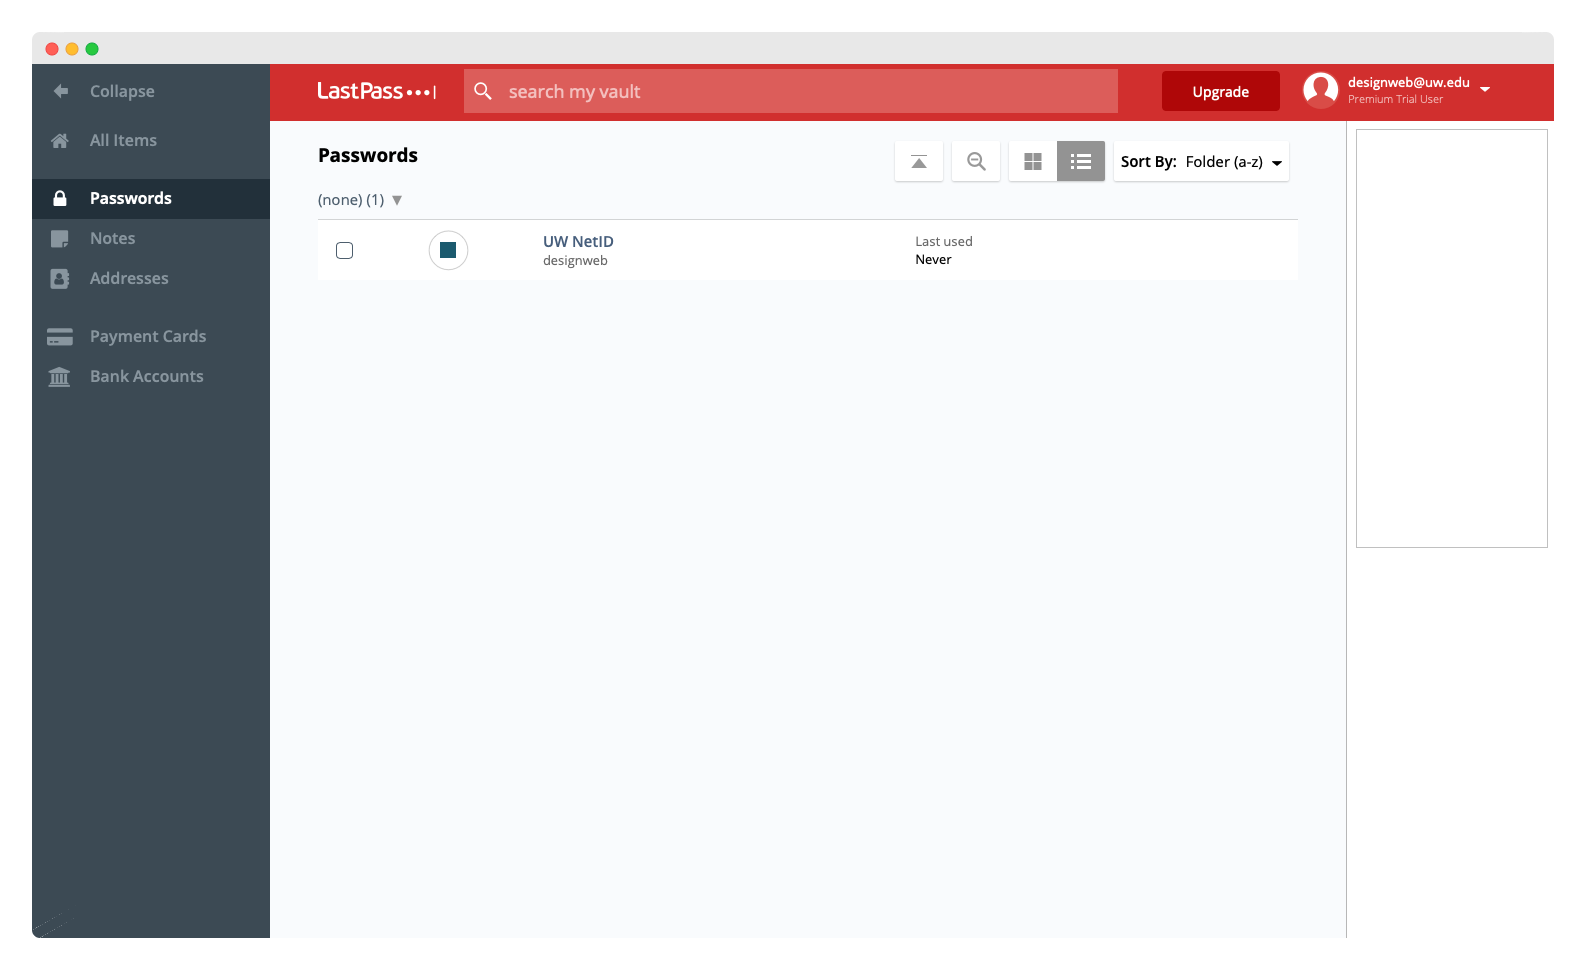 Collapse
All Items
Passwords
Notes
Addresses
Payment Cards
Bank Accounts
LastPass
search my vault
Upgrade
designweb@uw.edu
Premium Trial User
Passwords
Sort By: Folder (a-z)
(none) (1)
UW NetID
designweb
Last used
Never